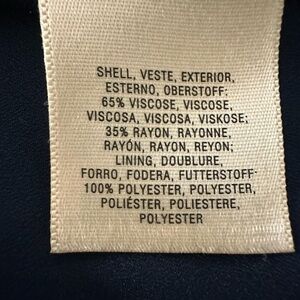 SHELL, VESTE, EXTERIOR,
ESTERNO, OBERSTOFF:
65% VISCOSE, VISCOSE,
VISCOSA, VISCOSA, VISKOSE;
35% RAYON, RAYONNE,
RAYÓN, RAYON, REYON;
LINING, DOUBLURE,
FORRO, FODERA, FUTTERSTOFF:
100% POLYESTER, POLYESTER,
POLIÉSTER, POLIESTERE,
POLYESTER